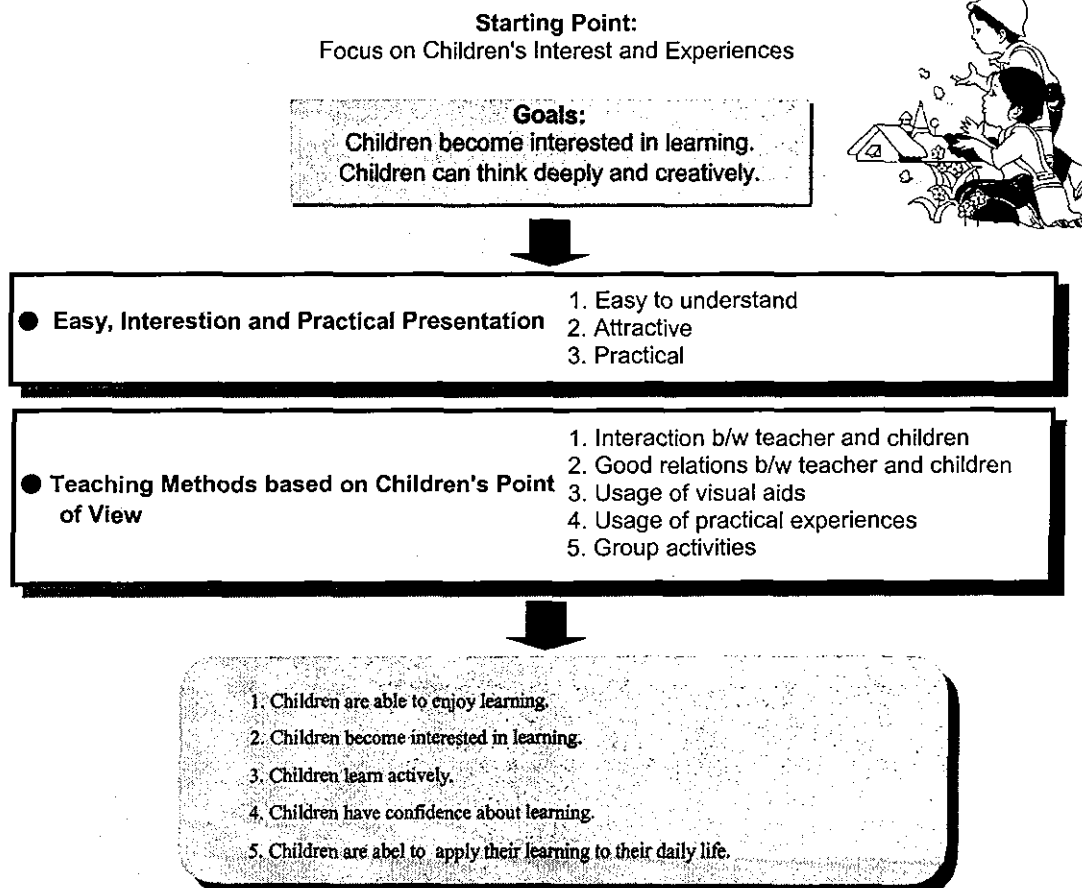 Starting Point:
Focus on Children's Interest and Experiences
Goals:
Children become interested in learning.
Children can think deeply and creatively.
● Easy, Interestion and Practical Presentation
1. Easy to understand
2. Attractive
3. Practical
● Teaching Methods based on Children's Point
of View
1. Interaction b/w teacher and children
2. Good relations b/w teacher and children
3. Usage of visual aids
4. Usage of practical experiences
5. Group activities
1. Children are able to enjoy learning.
2. Children become interested in learning.
3. Children learn actively.
4. Children have confidence about learning.
5. Children are abel to apply their learning to their daily life.